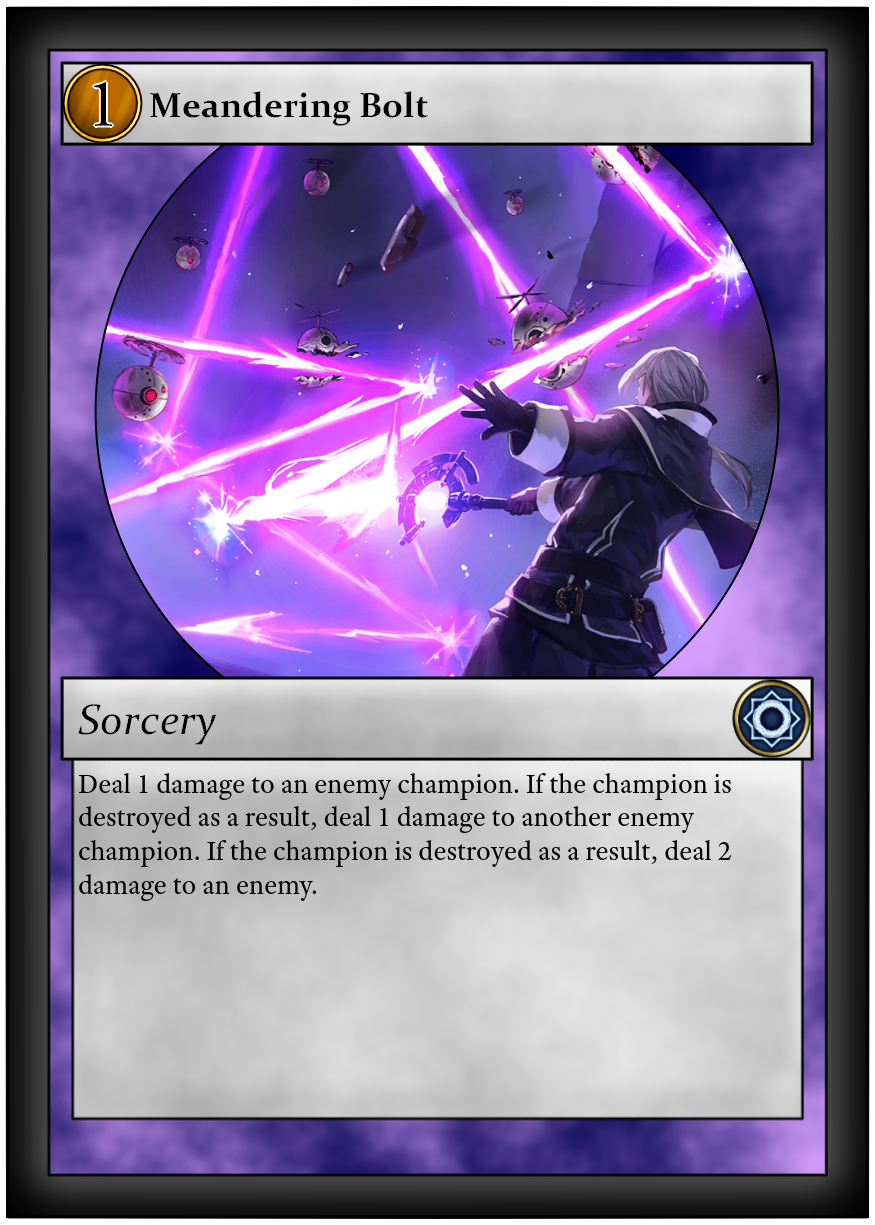 1 Meandering Bolt
Sorcery
Deal 1 damage to an enemy champion. If the champion is
destroyed as a result, deal 1 damage to another enemy
champion. If the champion is destroyed as a result, deal 2
damage to an enemy.